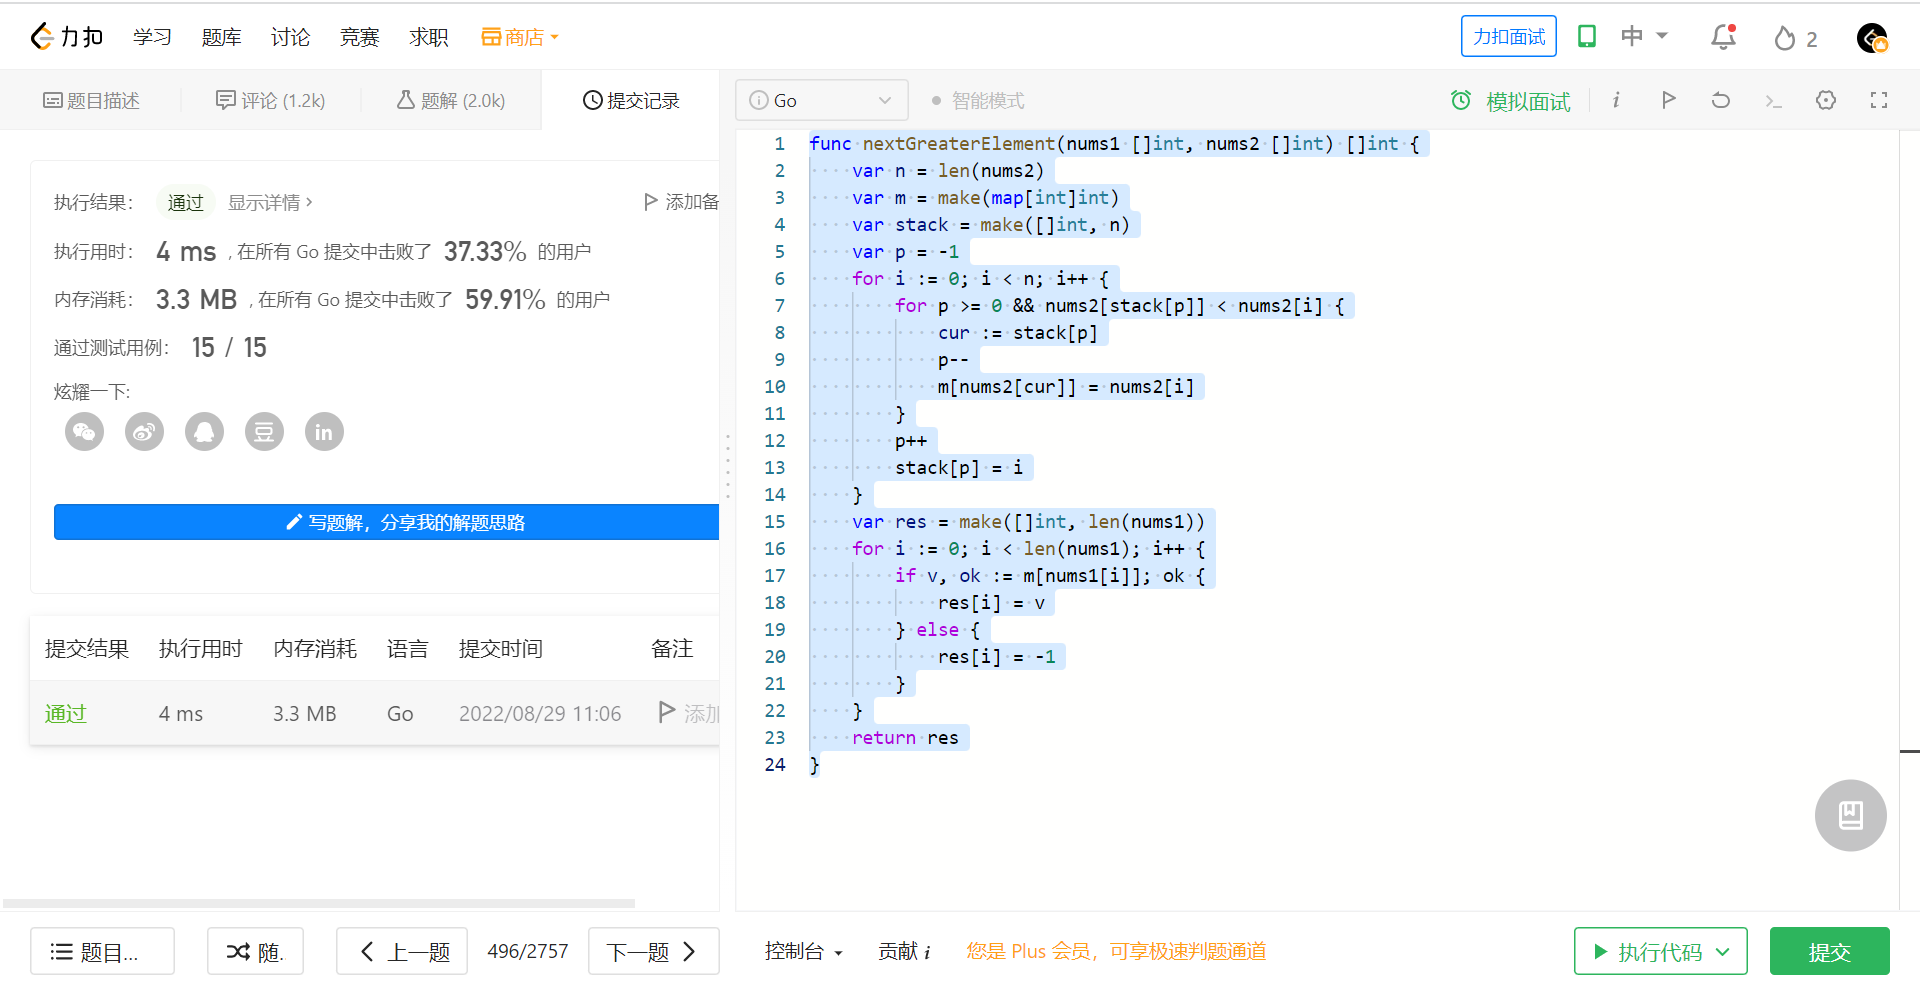 力扣 学习 题库 讨论 竞赛 求职 商店 力扣面试 中 2
题目描述 评论 (1.2k) 题解 (2.0k) 提交记录
Go 智能模式 模拟面试
执行结果： 通过 显示详情 > 添加备
执行用时： 4 ms , 在所有 Go 提交中击败了 37.33% 的用户
内存消耗： 3.3 MB , 在所有 Go 提交中击败了 59.91% 的用户
通过测试用例： 15 / 15
炫耀一下:
豆 in
写题解，分享我的解题思路
提交结果 执行用时 内存消耗 语言 提交时间 备注
通过 4 ms 3.3 MB Go 2022/08/29 11:06 添加
1 func nextGreaterElement(nums1 []int, nums2 []int) []int {
2     var n = len(nums2)
3     var m = make(map[int]int)
4     var stack = make([]int, n)
5     var p = -1
6     for i := 0; i < n; i++ {
7         for p >= 0 && nums2[stack[p]] < nums2[i] {
8             cur := stack[p]
9             p--
10             m[nums2[cur]] = nums2[i]
11         }
12         p++
13         stack[p] = i
14     }
15     var res = make([]int, len(nums1))
16     for i := 0; i < len(nums1); i++ {
17         if v, ok := m[nums1[i]]; ok {
18             res[i] = v
19         } else {
20             res[i] = -1
21         }
22     }
23     return res
24 }
题目... 随. 上一题 496/2757 下一题 控制台 贡献 i 您是 Plus 会员，可享极速判题通道 执行代码 提交